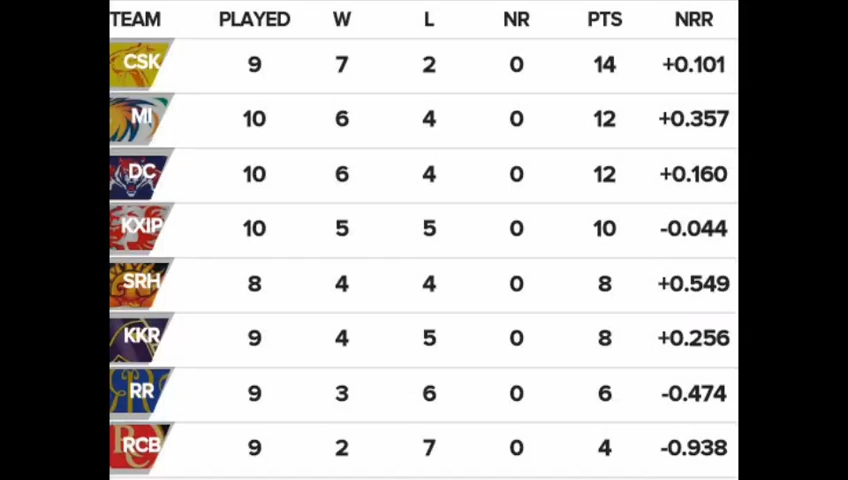 TEAM PLAYED W L NR PTS NRR
CSK 9 7 2 0 14 +0.101
MI 10 6 4 0 12 +0.357
DC 10 6 4 0 12 +0.160
KXIP 10 5 5 0 10 -0.044
SRH 8 4 4 0 8 +0.549
KKR 9 4 5 0 8 +0.256
RR 9 3 6 0 6 -0.474
RCB 9 2 7 0 4 -0.938